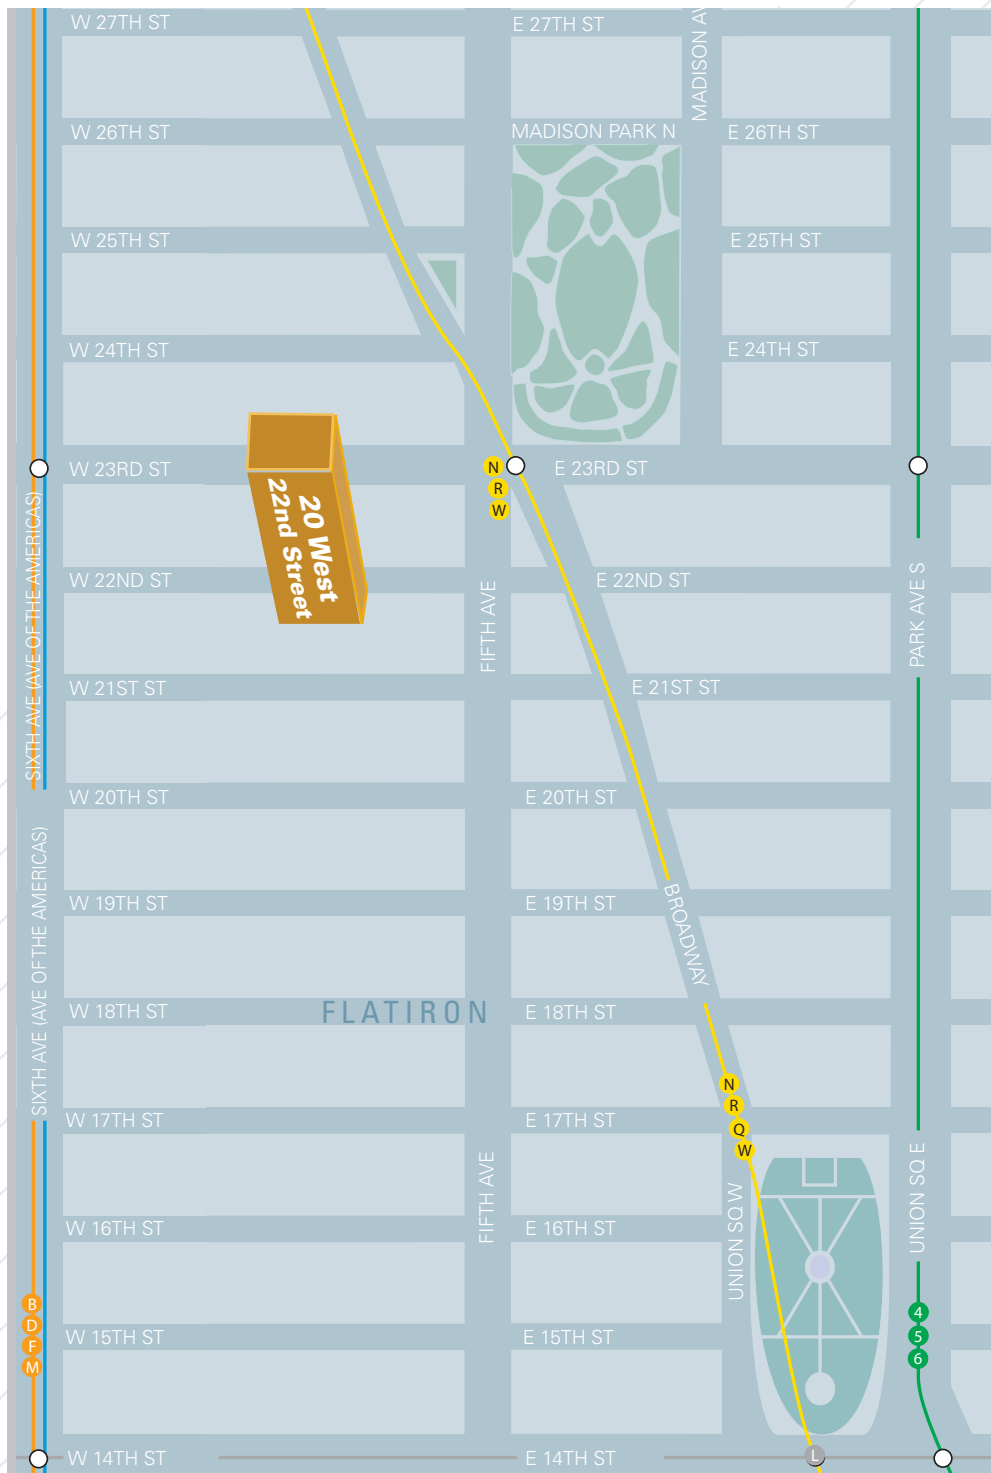 W 27TH ST
E 27TH ST
MADISON AV
W 26TH ST
MADISON PARK N
E 26TH ST
W 25TH ST
E 25TH ST
W 24TH ST
E 24TH ST
W 23RD ST
N
R
W
E 23RD ST
20 West
22nd Street
SIXTH AVE (AVE OF THE AMERICAS)
W 22ND ST
FIFTH AVE
E 22ND ST
PARK AVE S
W 21ST ST
E 21ST ST
W 20TH ST
E 20TH ST
SIXTH AVE (AVE OF THE AMERICAS)
W 19TH ST
E 19TH ST
BROADWAY
W 18TH ST
FLATIRON
E 18TH ST
N
R
Q
W
W 17TH ST
E 17TH ST
FIFTH AVE
UNION SQ W
UNION SQ E
W 16TH ST
E 16TH ST
B
D
F
M
4
5
6
W 15TH ST
E 15TH ST
W 14TH ST
E 14TH ST
L